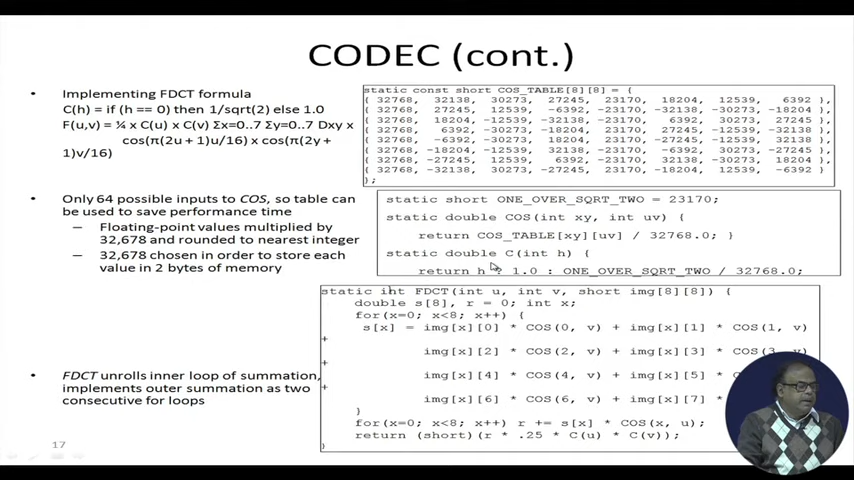 CODEC (cont.)
• Implementing FDCT formula
C(h) = if (h == 0) then 1/sqrt(2) else 1.0
F(u,v) = ¼ x C(u) x C(v) Σx=0..7 Σy=0..7 Dxy x
cos(π(2u + 1)u/16) x cos(π(2y +
1)v/16)
• Only 64 possible inputs to COS, so table can
be used to save performance time
– Floating-point values multiplied by
32,678 and rounded to nearest integer
– 32,678 chosen in order to store each
value in 2 bytes of memory
• FDCT unrolls inner loop of summation,
implements outer summation as two
consecutive for loops
17
static const short COS_TABLE[8][8] = {
{ 32768, 32138, 30273, 27245, 23170, 18204, 12539, 6392 },
{ 32768, 27245, 12539, -6392, -23170, -32138, -30273, -18204 },
{ 32768, 18204, -12539, -32138, -23170, 6392, 30273, 27245 },
{ 32768, 6392, -30273, -18204, 23170, 27245, -12539, -32138 },
{ 32768, -6392, -30273, 18204, 23170, -27245, -12539, 32138 },
{ 32768, -18204, -12539, 32138, -23170, -6392, 30273, -27245 },
{ 32768, -27245, 12539, 6392, -23170, 32138, -30273, 18204 },
{ 32768, -32138, 30273, -27245, 23170, -18204, 12539, -6392 }
};
static short ONE_OVER_SQRT_TWO = 23170;
static double COS(int xy, int uv) {
return COS_TABLE[xy][uv] / 32768.0; }
static double C(int h) {
return h ? 1.0 : ONE_OVER_SQRT_TWO / 32768.0;
static int FDCT(int u, int v, short img[8][8]) {
double s[8], r = 0; int x;
for(x=0; x<8; x++) {
s[x] = img[x][0] * COS(0, v) + img[x][1] * COS(1, v)
+
img[x][2] * COS(2, v) + img[x][3] * COS(3, v)
+
img[x][4] * COS(4, v) + img[x][5] *
+
img[x][6] * COS(6, v) + img[x][7] *
}
for(x=0; x<8; x++) r += s[x] * COS(x, u);
return (short)(r * .25 * C(u) * C(v));
}